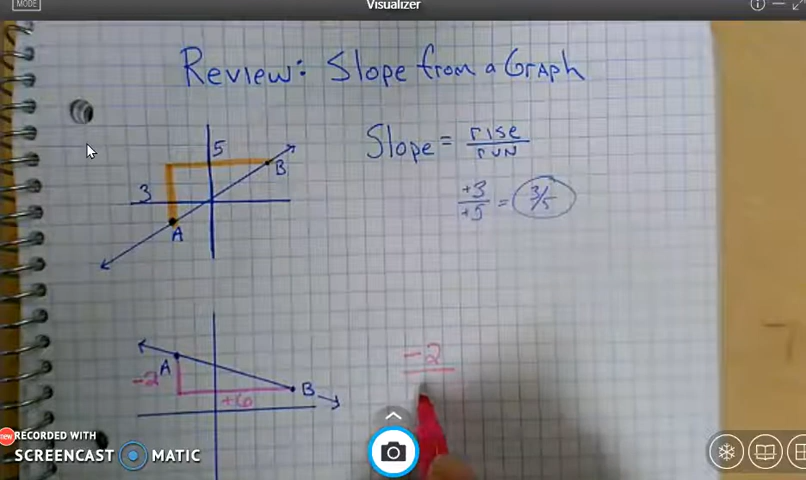 MODE
Visualizer
Review: Slope from a Graph
5
B
3
A
Slope = rise/run
+3/+5 = 3/5
A
-2
+6
B
-2
new
RECORDED WITH
SCREENCAST MATIC